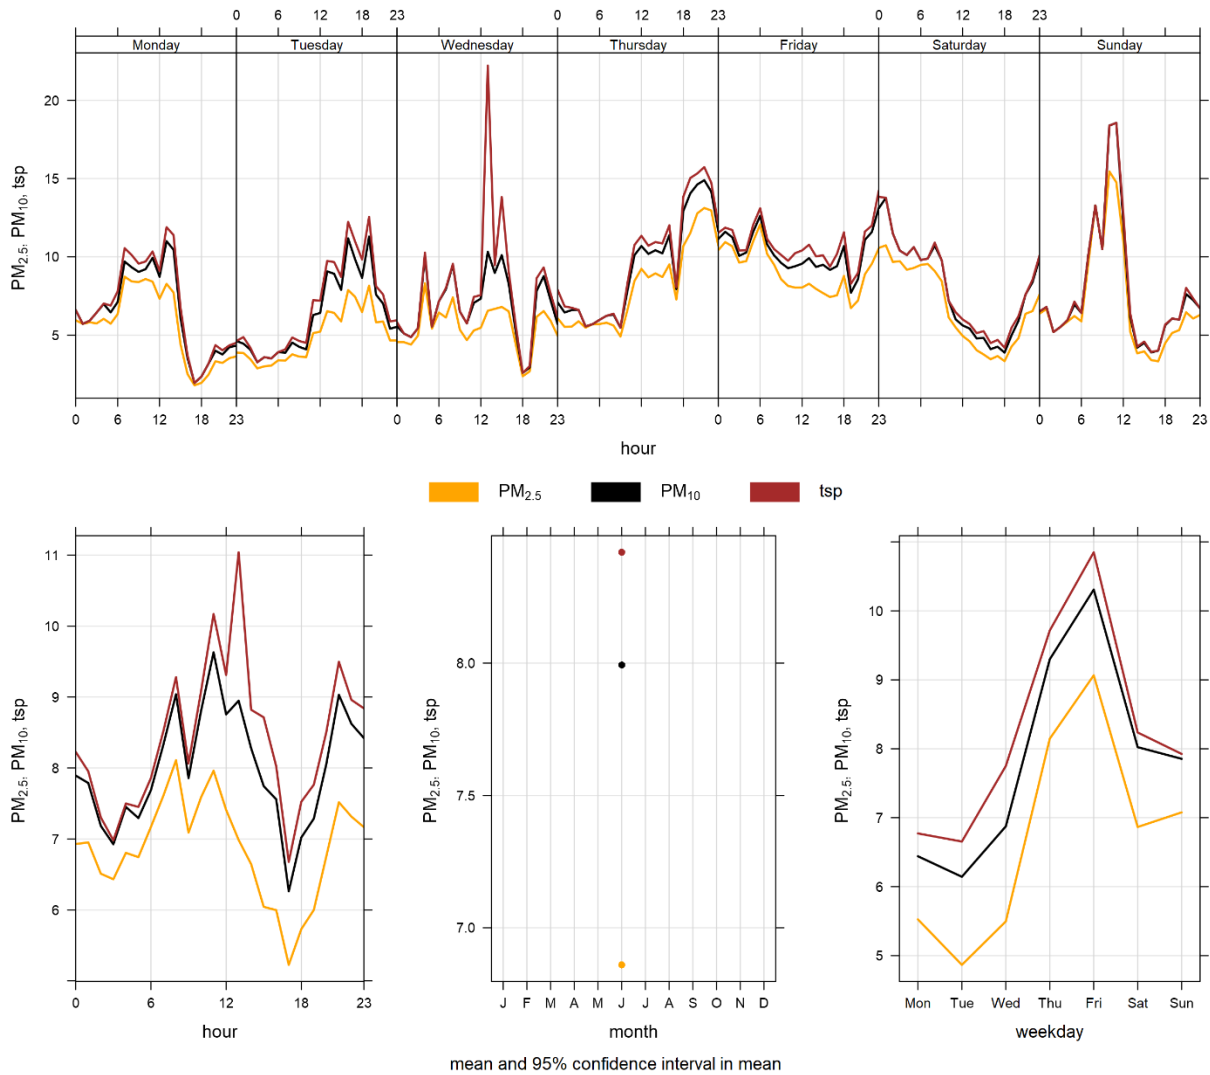 0 6 12 18 23 0 6 12 18 23 0 6 12 18 23
Monday Tuesday Wednesday Thursday Friday Saturday Sunday
20
15
10
5
PM2.5, PM10, tsp
0 6 12 18 23 0 6 12 18 23 0 6 12 18 23 0 6 12 18 23
hour
PM2.5 PM10 tsp
11
10
9
8
7
6
PM2.5, PM10, tsp
0 6 12 18 23
hour
8.0
7.5
7.0
PM2.5, PM10, tsp
J F M A M J J A S O N D
month
10
9
8
7
6
5
PM2.5, PM10, tsp
Mon Tue Wed Thu Fri Sat Sun
weekday
mean and 95% confidence interval in mean